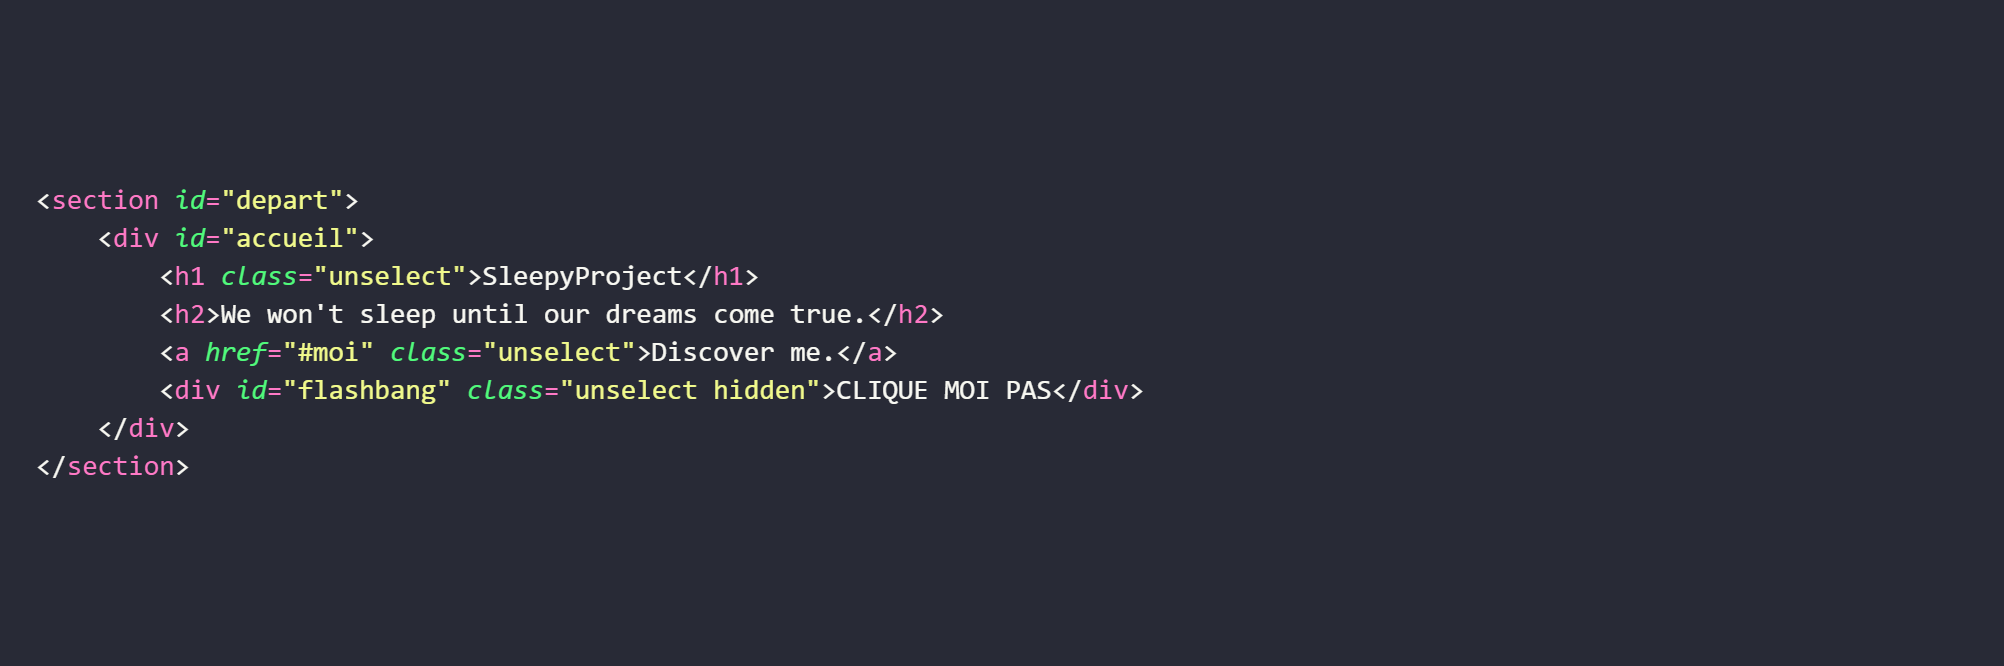 <section id="depart">
    <div id="accueil">
        <h1 class="unselect">SleepyProject</h1>
        <h2>We won't sleep until our dreams come true.</h2>
        <a href="#moi" class="unselect">Discover me.</a>
        <div id="flashbang" class="unselect hidden">CLIQUE MOI PAS</div>
    </div>
</section>